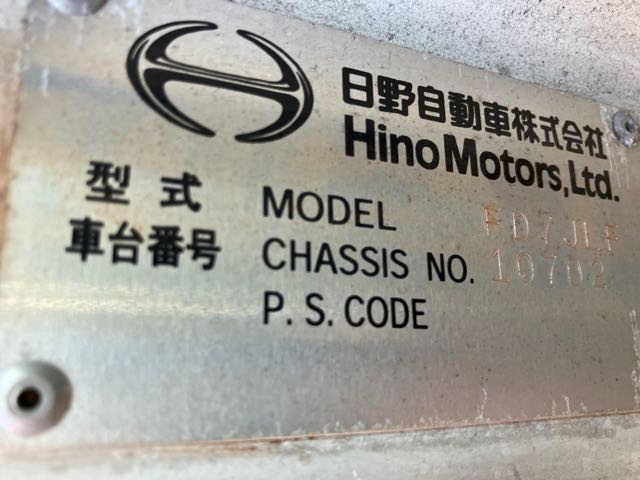 日野自動車株式会社
Hino Motors, Ltd.
型式 MODEL FD7JLF
車台番号 CHASSIS NO. 10702
P. S. CODE